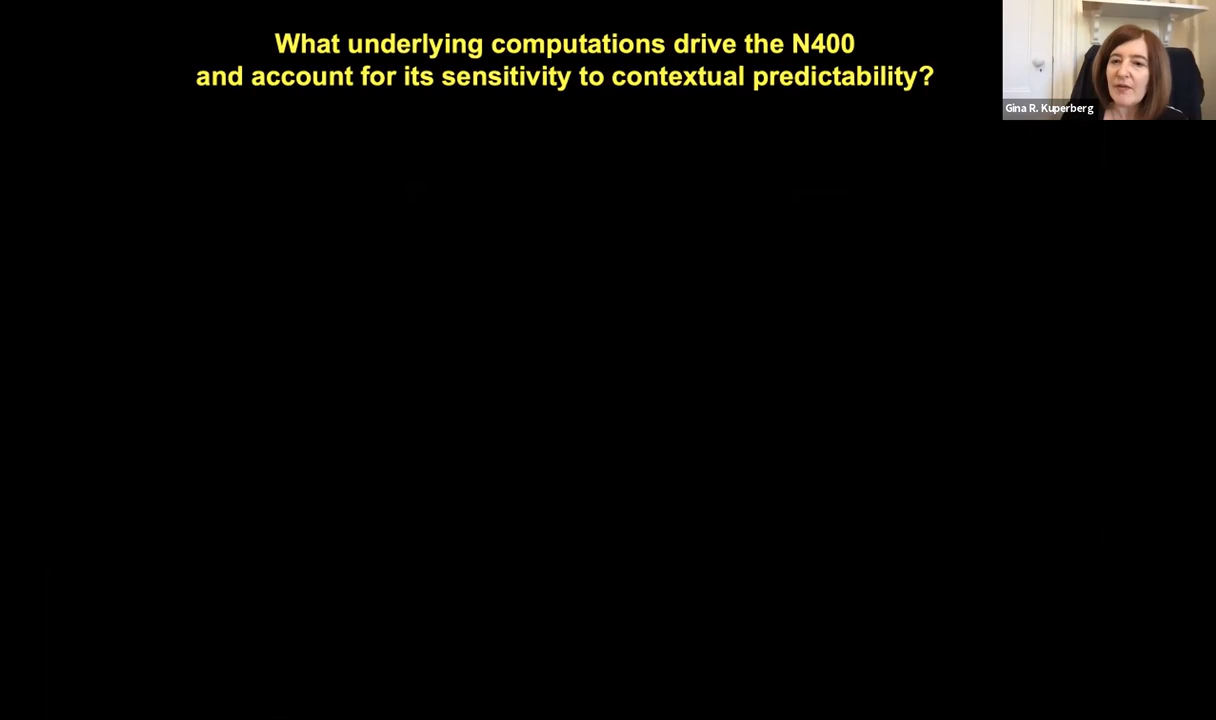 What underlying computations drive the N400
and account for its sensitivity to contextual predictability?
Gina R. Kuperberg